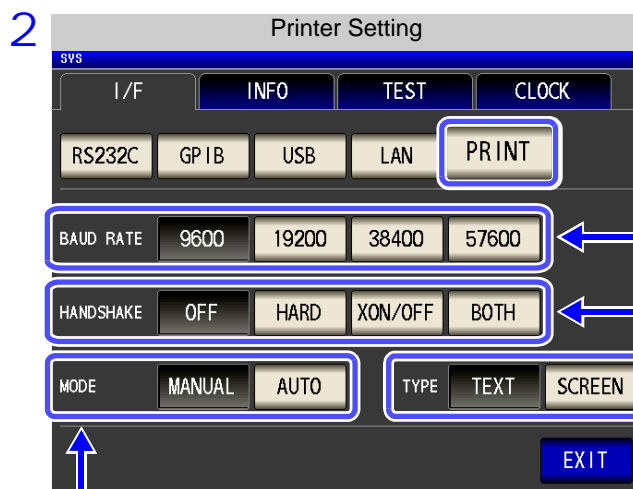 2
Printer Setting
SYS
I/F INFO TEST CLOCK
RS232C GPIB USB LAN PRINT
BAUD RATE 9600 19200 38400 57600
HANDSHAKE OFF HARD XON/OFF BOTH
MODE MANUAL AUTO TYPE TEXT SCREEN
EXIT